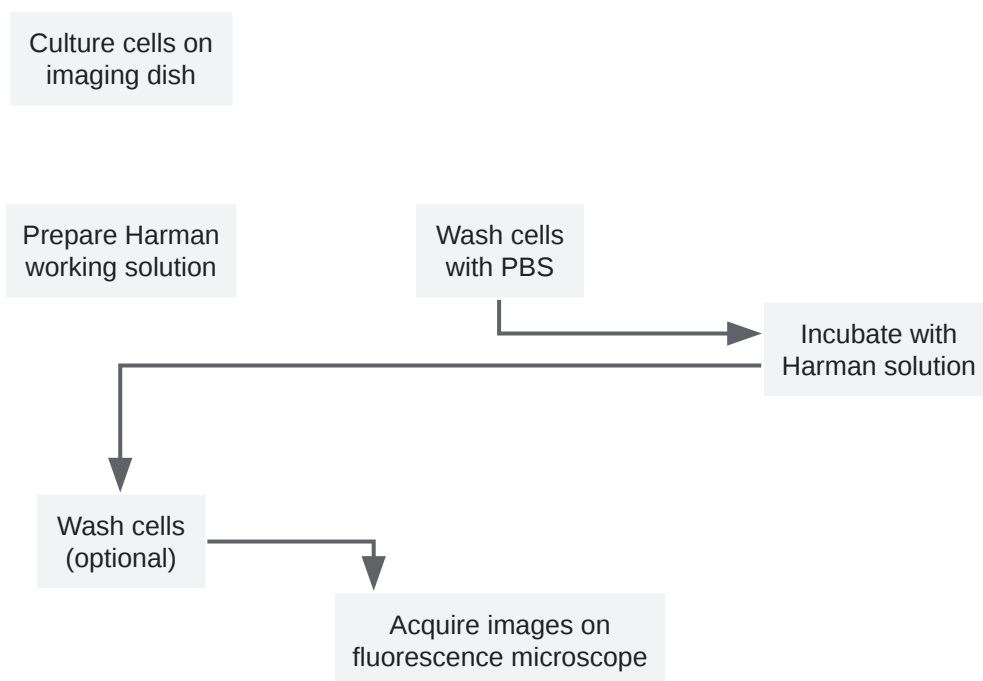 Culture cells on
imaging dish
Prepare Harman
working solution
Wash cells
with PBS
Incubate with
Harman solution
Wash cells
(optional)
Acquire images on
fluorescence microscope